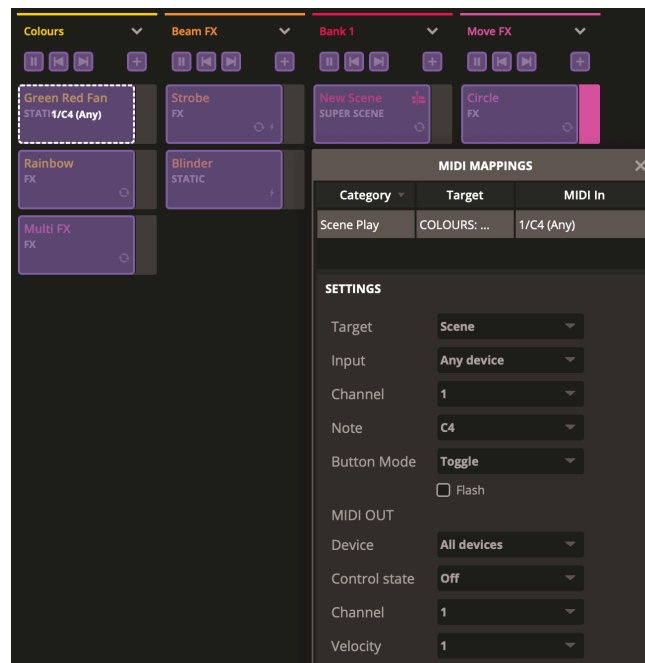 Colours
Beam FX
Bank 1
Move FX
Green Red Fan
STATI 1/C4 (Any)
Strobe
FX
New Scene
SUPER SCENE
Circle
FX
Rainbow
FX
Blinder
STATIC
Multi FX
FX
MIDI MAPPINGS
Category Target MIDI In
Scene Play COLOURS: ... 1/C4 (Any)
SETTINGS
Target Scene
Input Any device
Channel 1
Note C4
Button Mode Toggle
Flash
MIDI OUT
Device All devices
Control state Off
Channel 1
Velocity 1